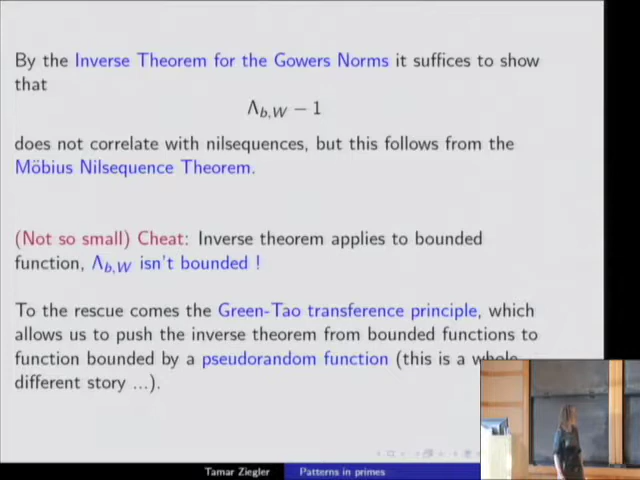 By the Inverse Theorem for the Gowers Norms it suffices to show
that
Λ_{b,W} − 1
does not correlate with nilsequences, but this follows from the
Möbius Nilsequence Theorem.
(Not so small) Cheat: Inverse theorem applies to bounded
function, Λ_{b,W} isn't bounded !
To the rescue comes the Green-Tao transference principle, which
allows us to push the inverse theorem from bounded functions to
function bounded by a pseudorandom function (this is a whole
different story ...).
Tamar Ziegler Patterns in primes